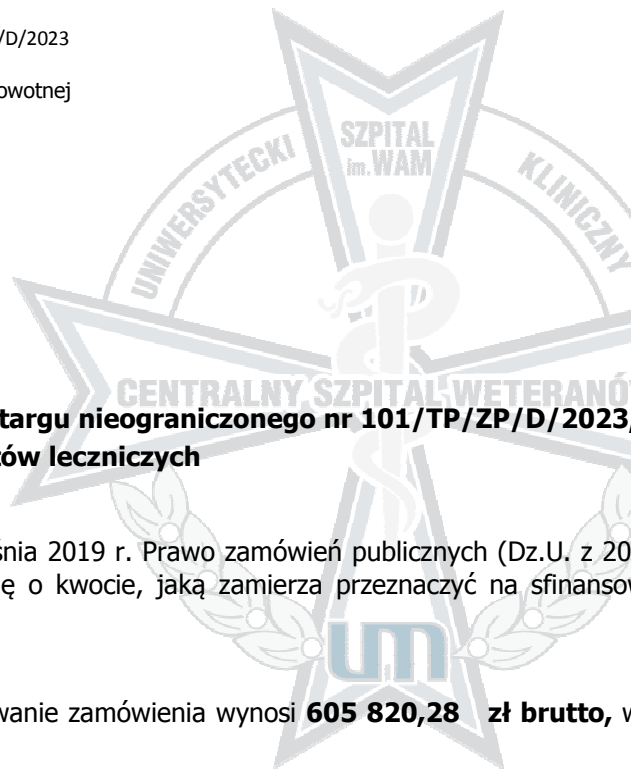 /D/2023
owotnej
SZPITAL
im. WAM
UNIWERSYTECKI
KLINICZNY
CENTRALNY SZPITAL WETERANÓW
targu nieograniczonego nr 101/TP/ZP/D/2023,
tów leczniczych
śnia 2019 r. Prawo zamówień publicznych (Dz.U. z 20
ę o kwocie, jaką zamierza przeznaczyć na sfinansow
um
wanie zamówienia wynosi 605 820,28 zł brutto, w